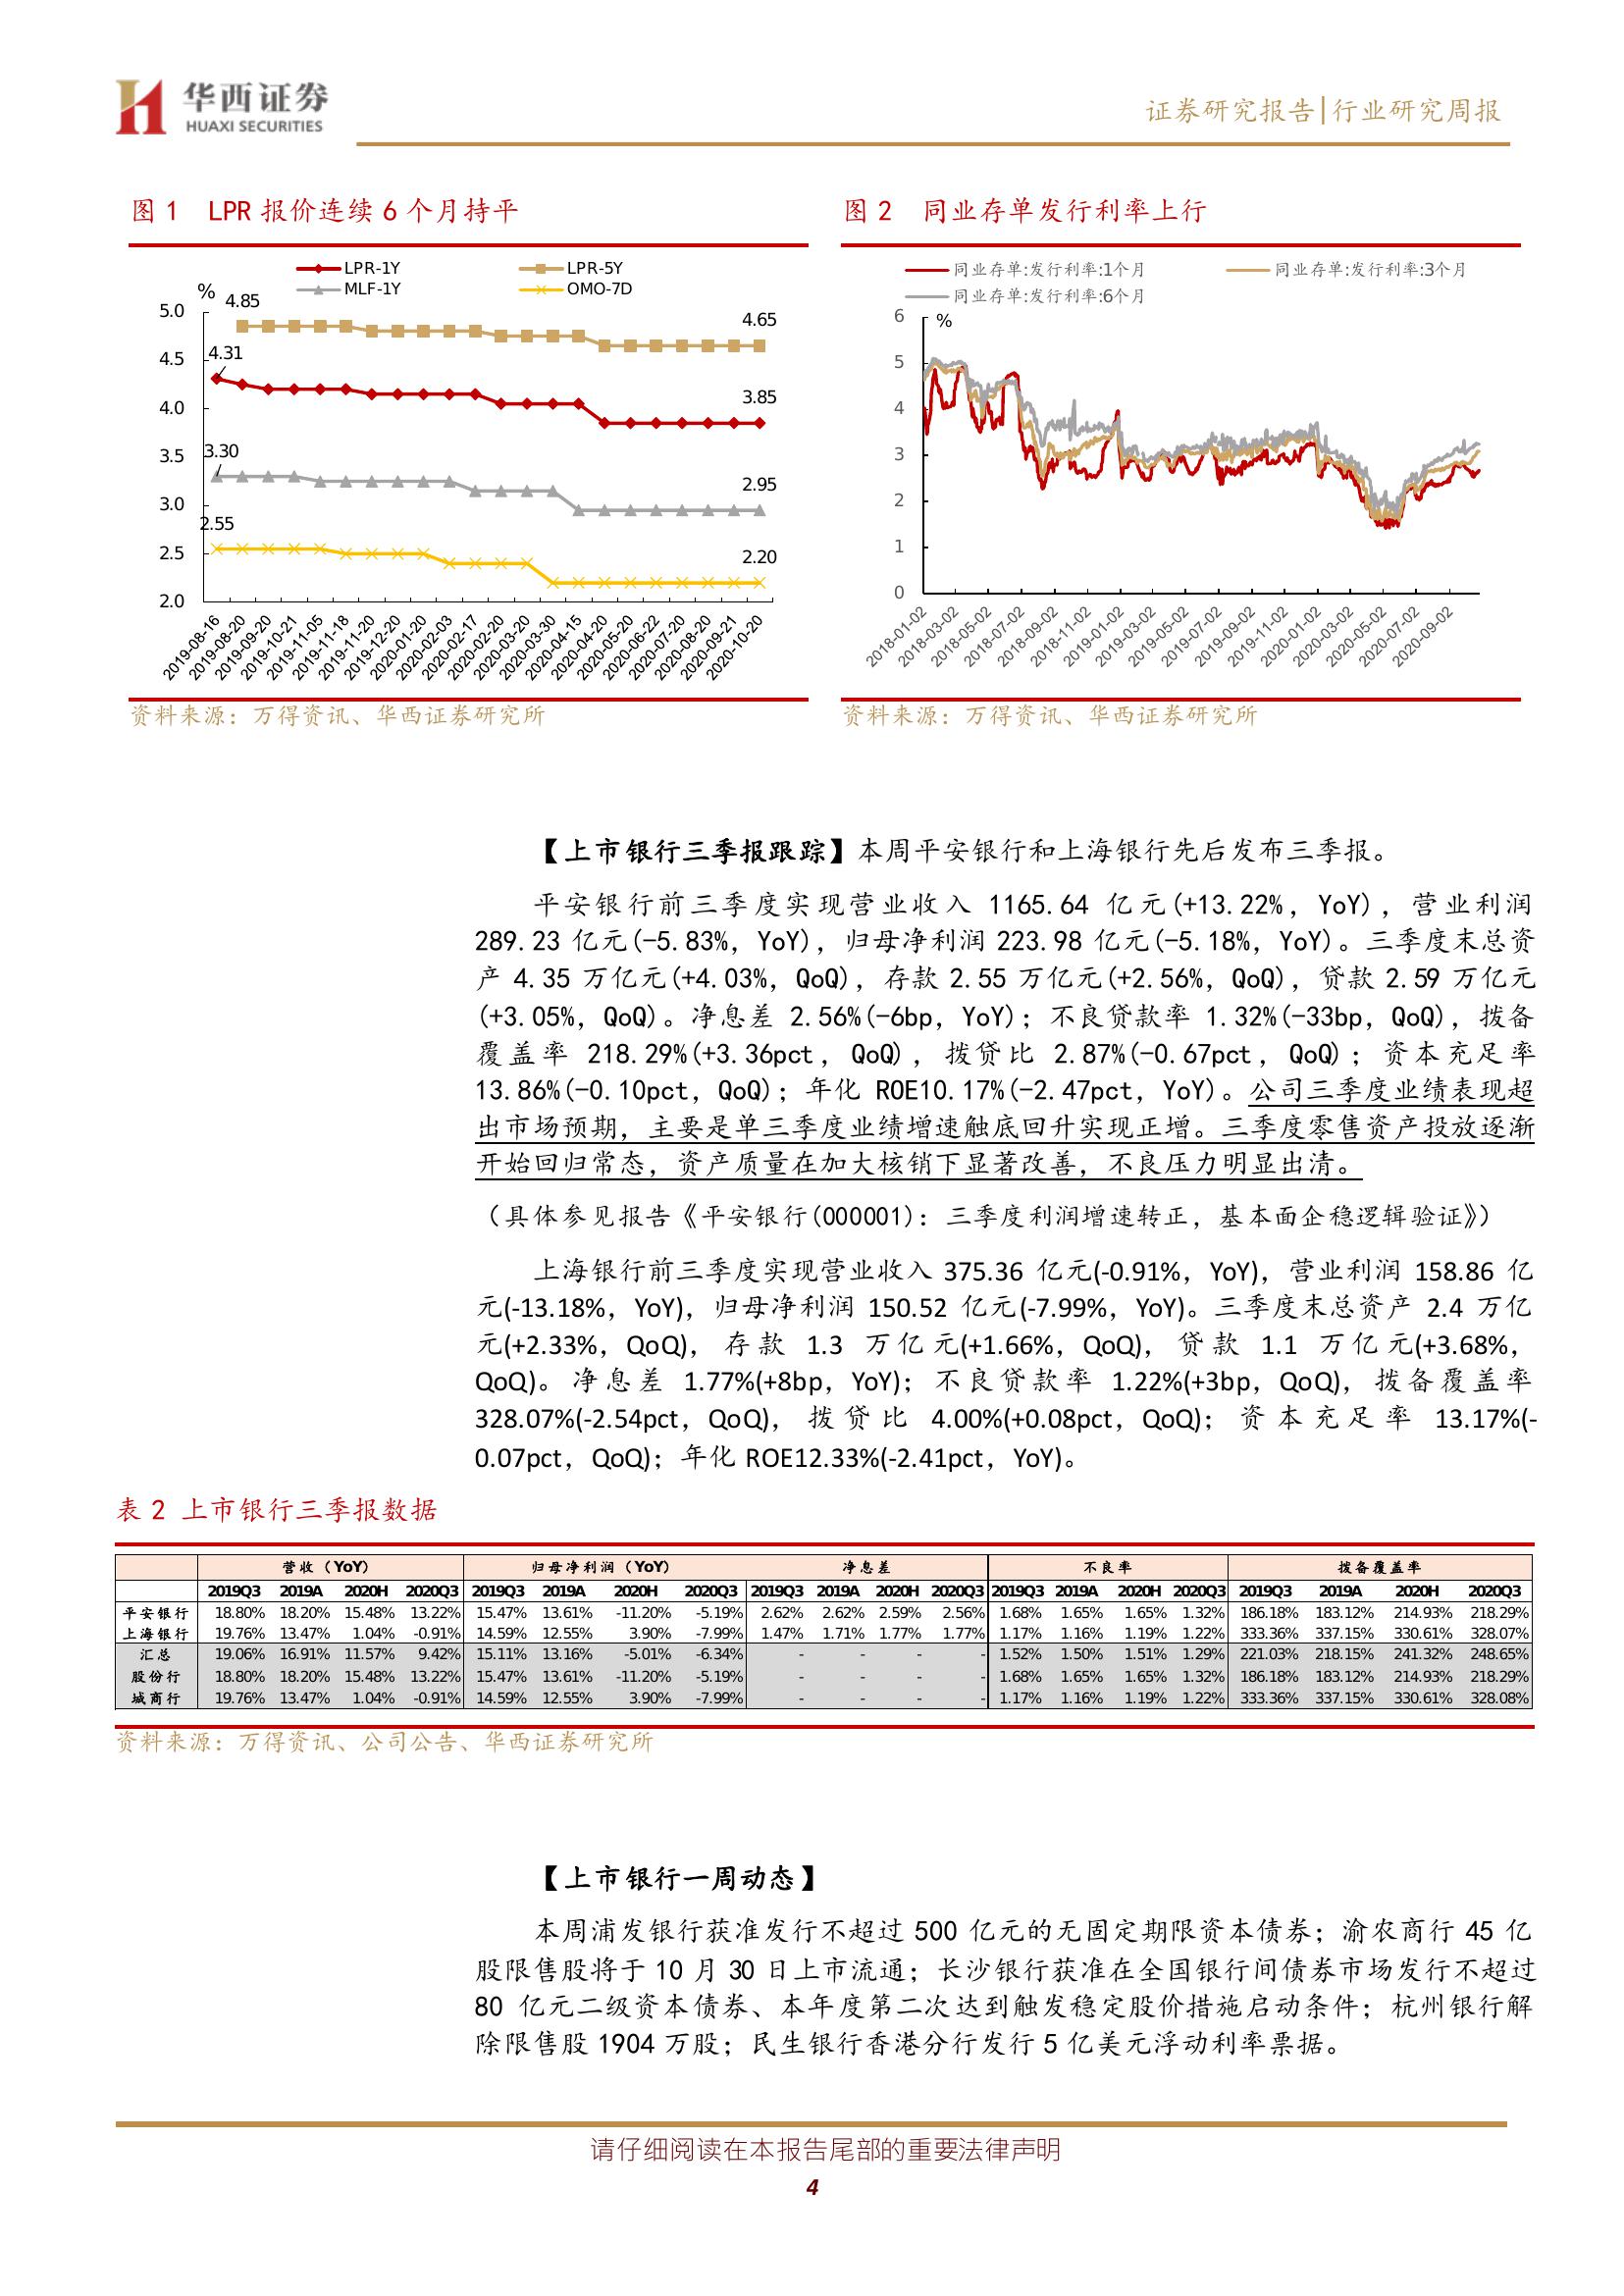 华西证券
HUAXI SECURITIES
证券研究报告|行业研究周报
图 1 LPR 报价连续 6 个月持平
LPR-1Y LPR-5Y
MLF-1Y OMO-7D
%
5.0
4.5
4.0
3.5
3.0
2.5
2.0
4.85
4.65
4.31
3.85
3.30
2.95
2.55
2.20
2019-08-16
2019-08-20
2019-09-20
2019-10-21
2019-11-05
2019-11-18
2019-11-20
2019-12-20
2020-01-20
2020-02-03
2020-02-17
2020-02-20
2020-03-20
2020-03-30
2020-04-15
2020-04-20
2020-05-20
2020-06-22
2020-07-20
2020-08-20
2020-09-21
2020-10-20
资料来源：万得资讯、华西证券研究所
图 2 同业存单发行利率上行
同业存单:发行利率:1个月 同业存单:发行利率:3个月
同业存单:发行利率:6个月
%
6
5
4
3
2
1
0
2018-01-02
2018-03-02
2018-05-02
2018-07-02
2018-09-02
2018-11-02
2019-01-02
2019-03-02
2019-05-02
2019-07-02
2019-09-02
2019-11-02
2020-01-02
2020-03-02
2020-05-02
2020-07-02
2020-09-02
资料来源：万得资讯、华西证券研究所
【上市银行三季报跟踪】本周平安银行和上海银行先后发布三季报。
平安银行前三季度实现营业收入 1165.64 亿元(+13.22%，YoY)，营业利润
289.23 亿元(-5.83%，YoY)，归母净利润 223.98 亿元(-5.18%，YoY)。三季度末总资
产 4.35 万亿元(+4.03%，QoQ)，存款 2.55 万亿元(+2.56%，QoQ)，贷款 2.59 万亿元
(+3.05%，QoQ)。净息差 2.56%(-6bp，YoY)；不良贷款率 1.32%(-33bp，QoQ)，拨备
覆盖率 218.29%(+3.36pct，QoQ)，拨贷比 2.87%(-0.67pct，QoQ)；资本充足率
13.86%(-0.10pct，QoQ)；年化 ROE10.17%(-2.47pct，YoY)。公司三季度业绩表现超
出市场预期，主要是单三季度业绩增速触底回升实现正增。三季度零售资产投放逐渐
开始回归常态，资产质量在加大核销下显著改善，不良压力明显出清。
（具体参见报告《平安银行(000001)：三季度利润增速转正，基本面企稳逻辑验证》）
上海银行前三季度实现营业收入 375.36 亿元(-0.91%，YoY)，营业利润 158.86 亿
元(-13.18%，YoY)，归母净利润 150.52 亿元(-7.99%，YoY)。三季度末总资产 2.4 万亿
元(+2.33%，QoQ)，存款 1.3 万亿元(+1.66%，QoQ)，贷款 1.1 万亿元(+3.68%，
QoQ)。净息差 1.77%(+8bp，YoY)；不良贷款率 1.22%(+3bp，QoQ)，拨备覆盖率
328.07%(-2.54pct，QoQ)，拨贷比 4.00%(+0.08pct，QoQ)；资本充足率 13.17%(-
0.07pct，QoQ)；年化 ROE12.33%(-2.41pct，YoY)。
表 2 上市银行三季报数据
营收（YoY） 归母净利润（YoY） 净息差 不良率 拨备覆盖率
2019Q3 2019A 2020H 2020Q3 2019Q3 2019A 2020H 2020Q3 2019Q3 2019A 2020H 2020Q3 2019Q3 2019A 2020H 2020Q3 2019Q3 2019A 2020H 2020Q3
平安银行 18.80% 18.20% 15.48% 13.22% 15.47% 13.61% -11.20% -5.19% 2.62% 2.62% 2.59% 2.56% 1.68% 1.65% 1.65% 1.32% 186.18% 183.12% 214.93% 218.29%
上海银行 19.76% 13.47% 1.04% -0.91% 14.59% 12.55% 3.90% -7.99% 1.47% 1.71% 1.77% 1.77% 1.17% 1.16% 1.19% 1.22% 333.36% 337.15% 330.61% 328.07%
汇总 19.06% 16.91% 11.57% 9.42% 15.11% 13.16% -5.01% -6.34% - - - - 1.52% 1.50% 1.51% 1.29% 221.03% 218.15% 241.32% 248.65%
股份行 18.80% 18.20% 15.48% 13.22% 15.47% 13.61% -11.20% -5.19% - - - - 1.68% 1.65% 1.65% 1.32% 186.18% 183.12% 214.93% 218.29%
城商行 19.76% 13.47% 1.04% -0.91% 14.59% 12.55% 3.90% -7.99% - - - - 1.17% 1.16% 1.19% 1.22% 333.36% 337.15% 330.61% 328.08%
资料来源：万得资讯、公司公告、华西证券研究所
【上市银行一周动态】
本周浦发银行获准发行不超过 500 亿元的无固定期限资本债券；渝农商行 45 亿
股限售股将于 10 月 30 日上市流通；长沙银行获准在全国银行间债券市场发行不超过
80 亿元二级资本债券、本年度第二次达到触发稳定股价措施启动条件；杭州银行解
除限售股 1904 万股；民生银行香港分行发行 5 亿美元浮动利率票据。
请仔细阅读在本报告尾部的重要法律声明
4